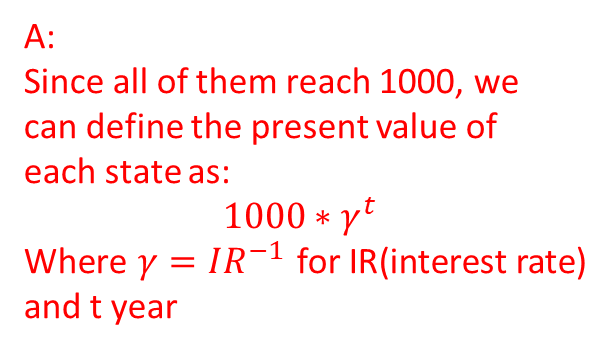 A:
Since all of them reach 1000, we
can define the present value of
each state as:
1000 ∗ γᵗ
Where γ = IR⁻¹ for IR(interest rate)
and t year